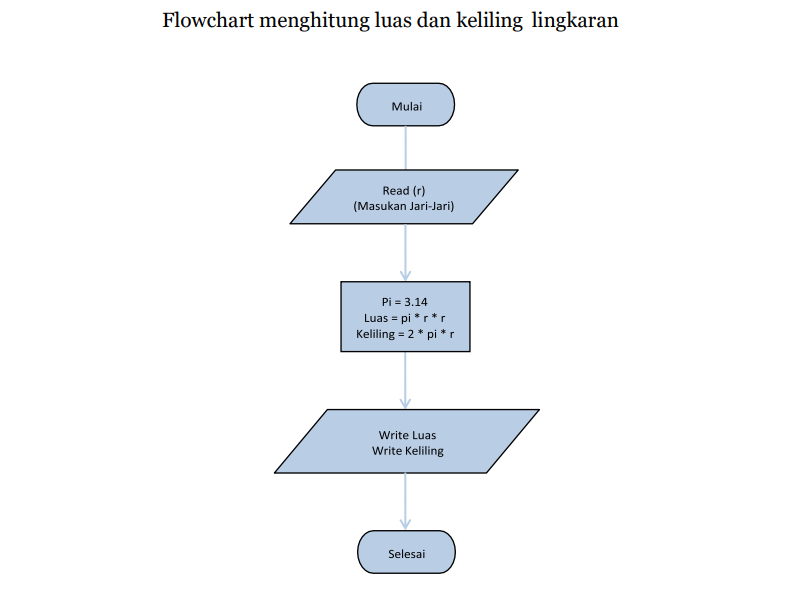 Flowchart menghitung luas dan keliling lingkaran
Mulai
Read (r)
(Masukan Jari-Jari)
Pi = 3.14
Luas = pi * r * r
Keliling = 2 * pi * r
Write Luas
Write Keliling
Selesai